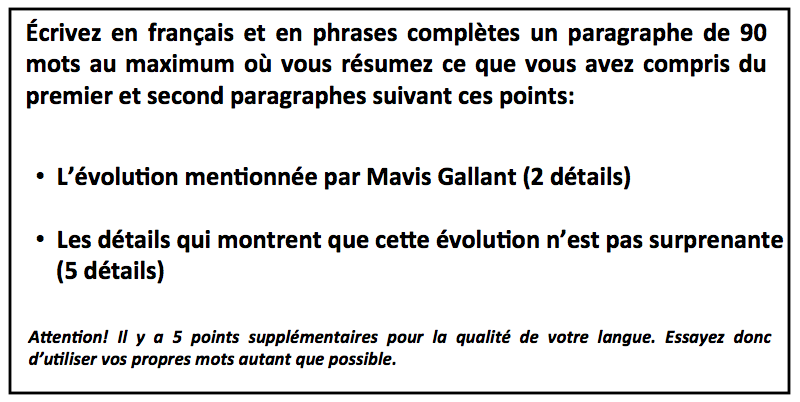 Écrivez en français et en phrases complètes un paragraphe de 90
mots au maximum où vous résumez ce que vous avez compris du
premier et second paragraphes suivant ces points:
• L’évolution mentionnée par Mavis Gallant (2 détails)
• Les détails qui montrent que cette évolution n’est pas surprenante
(5 détails)
Attention! Il y a 5 points supplémentaires pour la qualité de votre langue. Essayez donc
d’utiliser vos propres mots autant que possible.